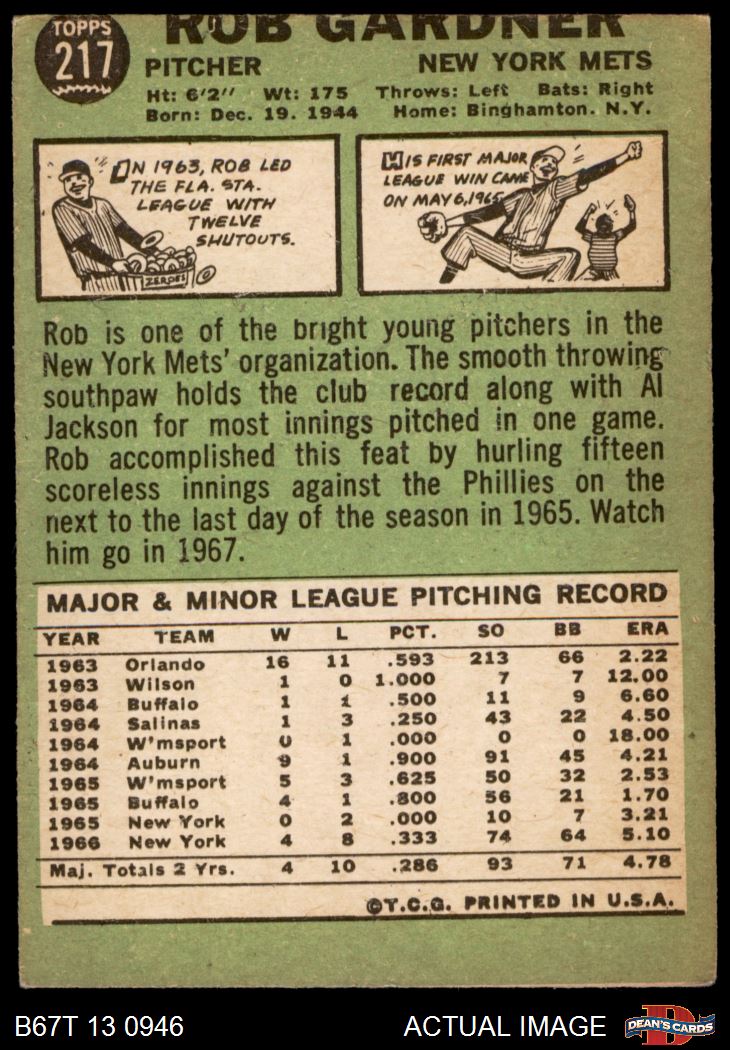 TOPPS
217
ROB GARDNER
PITCHER NEW YORK METS
Ht: 6'2'' Wt: 175 Throws: Left Bats: Right
Born: Dec. 19. 1944 Home: Binghamton. N.Y.
IN 1963, ROB LED
THE FLA. STA.
LEAGUE WITH
TWELVE
SHUTOUTS.
ZEROES
HIS FIRST MAJOR
LEAGUE WIN CAME
ON MAY 6, 1966
Rob is one of the bright young pitchers in the
New York Mets' organization. The smooth throwing
southpaw holds the club record along with Al
Jackson for most innings pitched in one game.
Rob accomplished this feat by hurling fifteen
scoreless innings against the Phillies on the
next to the last day of the season in 1965. Watch
him go in 1967.
MAJOR & MINOR LEAGUE PITCHING RECORD
YEAR TEAM W L PCT. SO BB ERA
1963 Orlando 16 11 .593 213 66 2.22
1963 Wilson 1 0 1.000 7 7 12.00
1964 Buffalo 1 1 .500 11 9 6.60
1964 Salinas 1 3 .250 43 22 4.50
1964 W'msport 0 1 .000 0 0 18.00
1964 Auburn 9 1 .900 91 45 4.21
1965 W'msport 5 3 .625 50 32 2.53
1965 Buffalo 4 1 .800 56 21 1.70
1965 New York 0 2 .000 10 7 3.21
1966 New York 4 8 .333 74 64 5.10
Maj. Totals 2 Yrs. 4 10 .286 93 71 4.78
©T.C.G. PRINTED IN U.S.A.
B67T 13 0946 ACTUAL IMAGE
D
DEAN'S CARDS